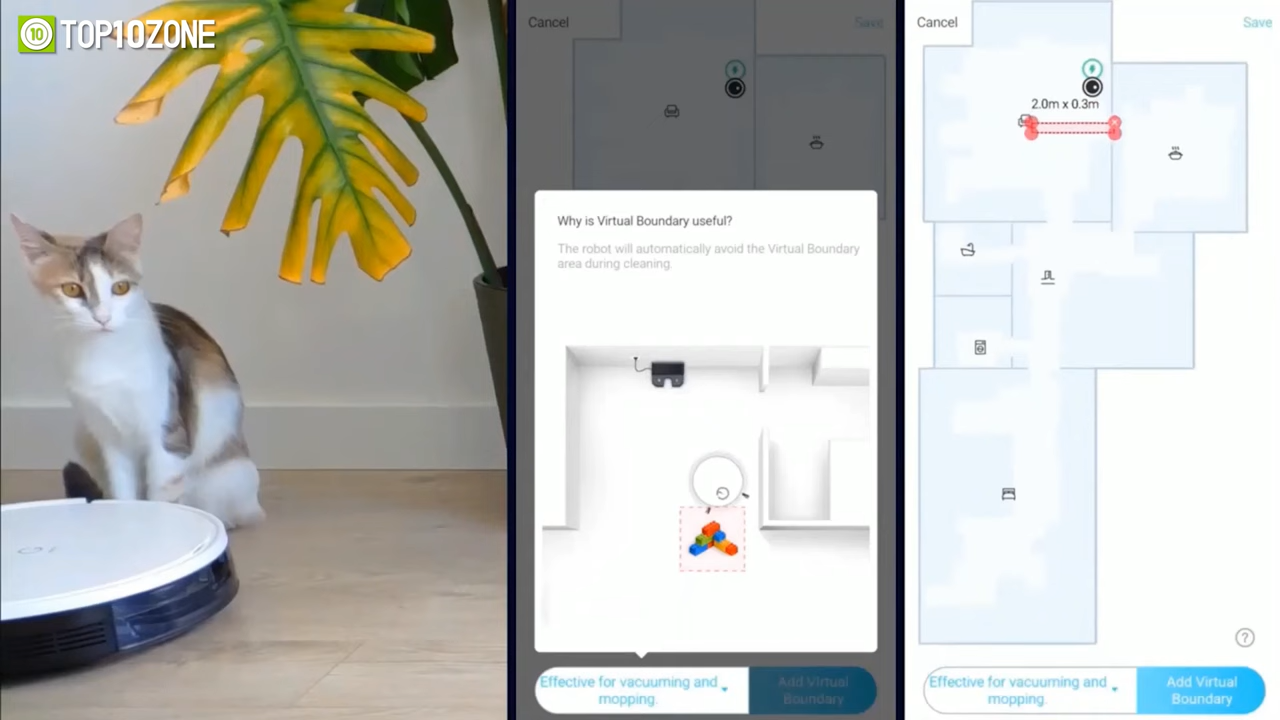 10 TOP10ZONE
Cancel
Save
Why is Virtual Boundary useful?
The robot will automatically avoid the Virtual Boundary
area during cleaning.
Effective for vacuuming and
mopping.
Add Virtual
Boundary
Cancel
Save
2.0m x 0.3m
?
Effective for vacuuming and
mopping.
Add Virtual
Boundary